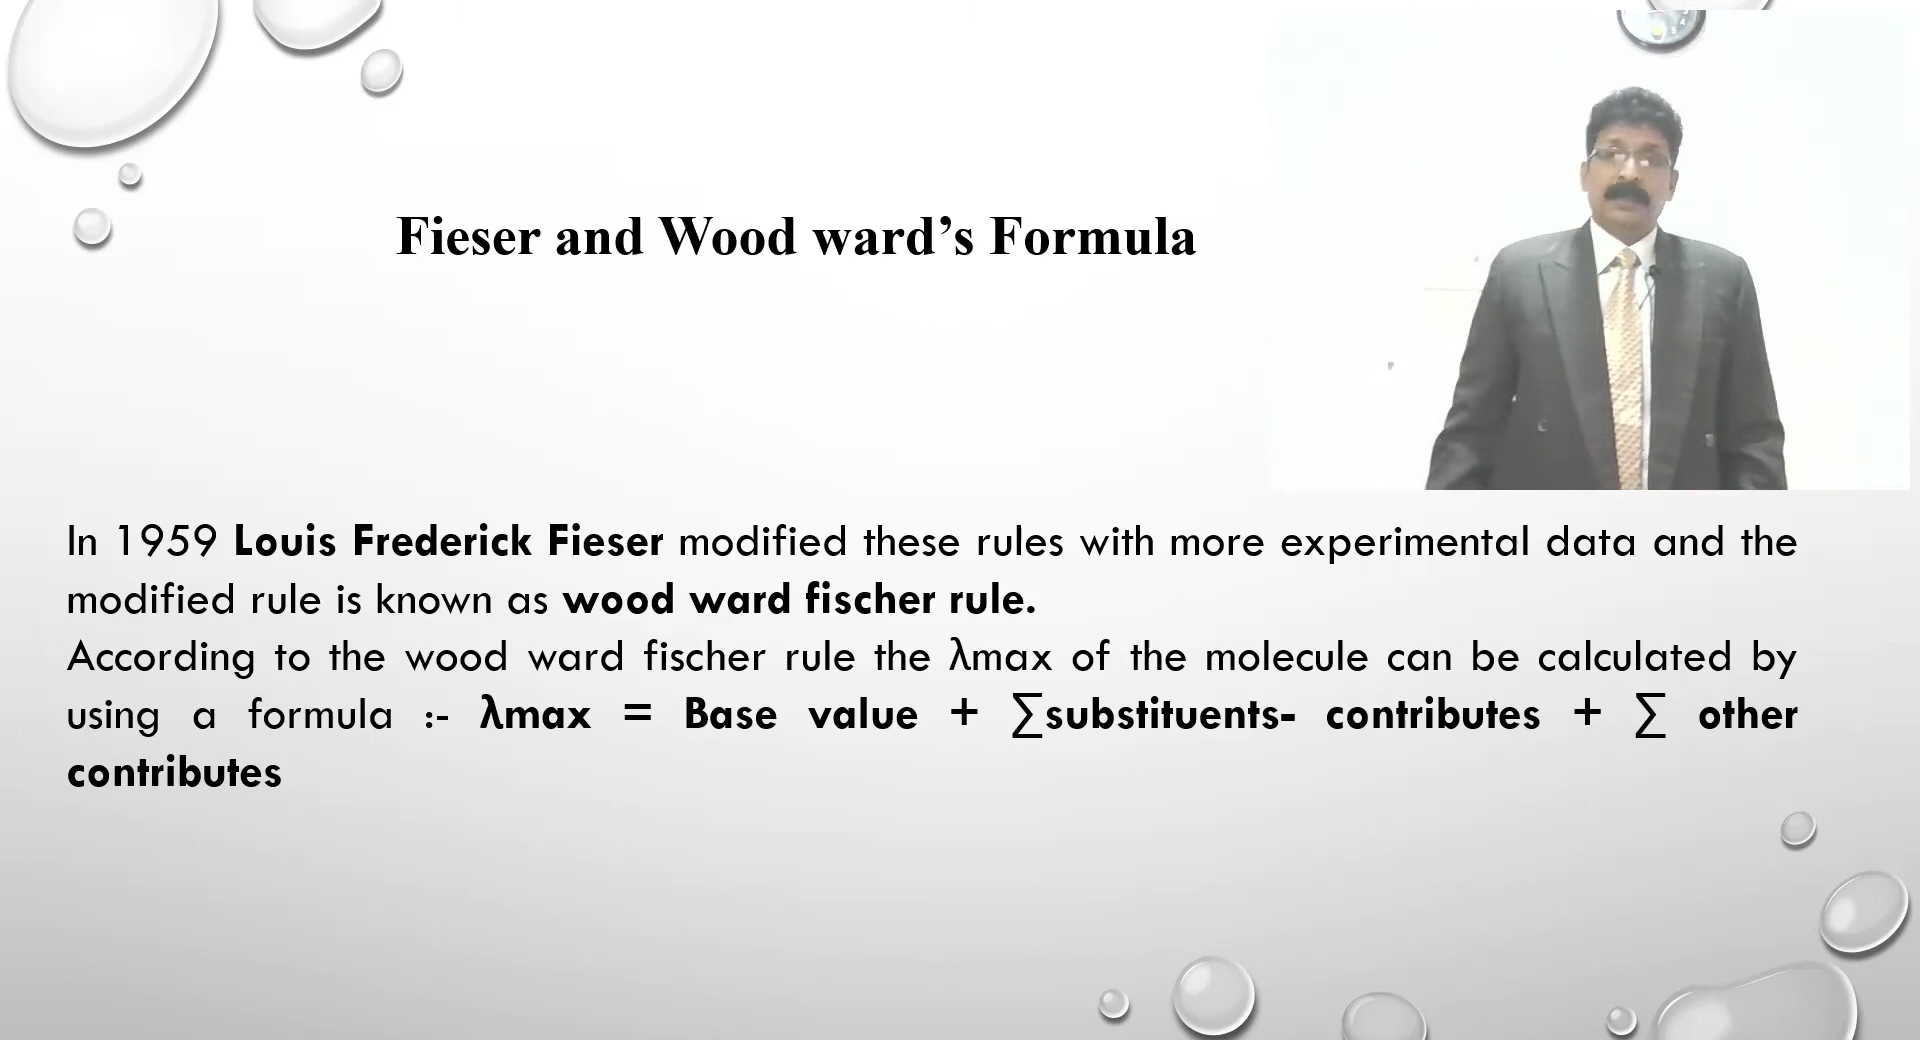 Fieser and Wood ward’s Formula
In 1959 Louis Frederick Fieser modified these rules with more experimental data and the
modified rule is known as wood ward fischer rule.
According to the wood ward fischer rule the λmax of the molecule can be calculated by
using a formula :- λmax = Base value + ∑substituents- contributes + ∑ other
contributes